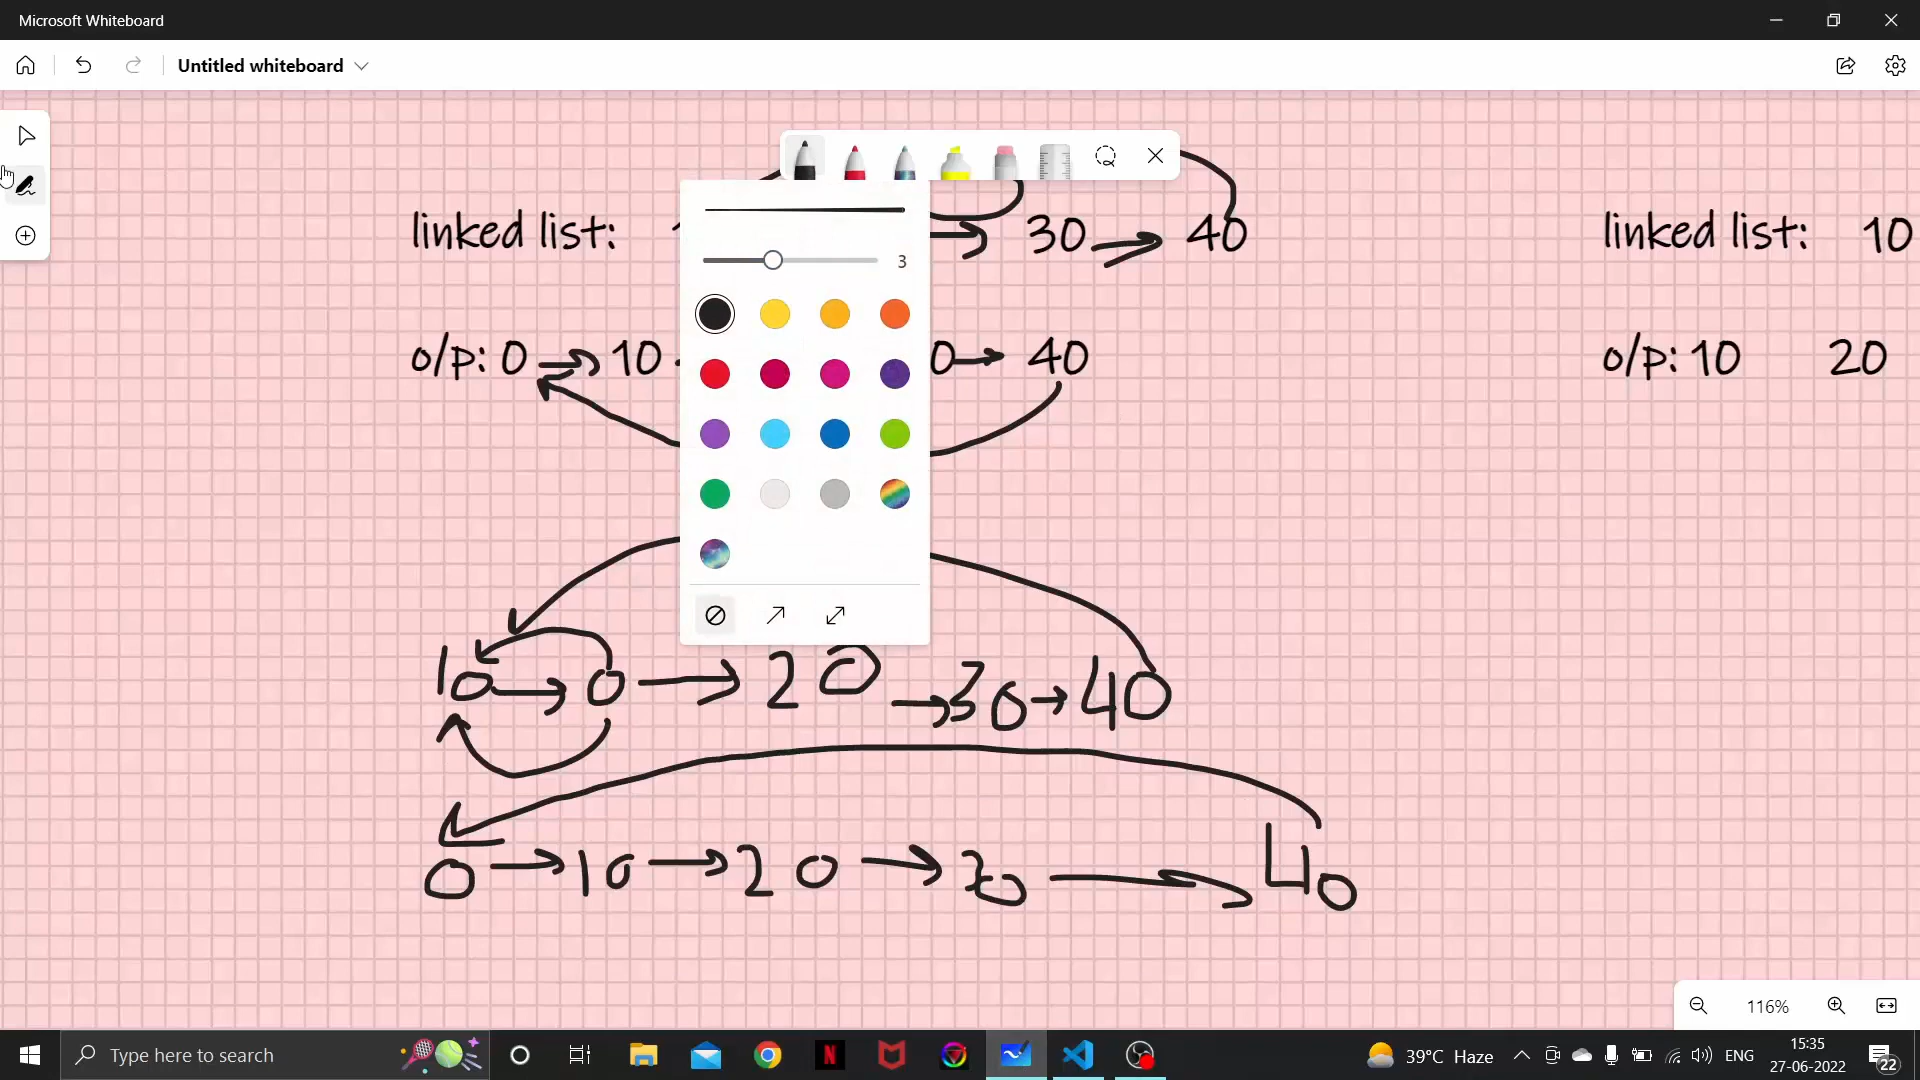 Microsoft Whiteboard
Untitled whiteboard
linked list: 30 40
linked list: 10
3
o/p: 0 10 0 40
o/p: 10 20
10 0 20 30 40
0 10 20 30 40
116%
Type here to search
39°C Haze
ENG
15:35
27-06-2022
22